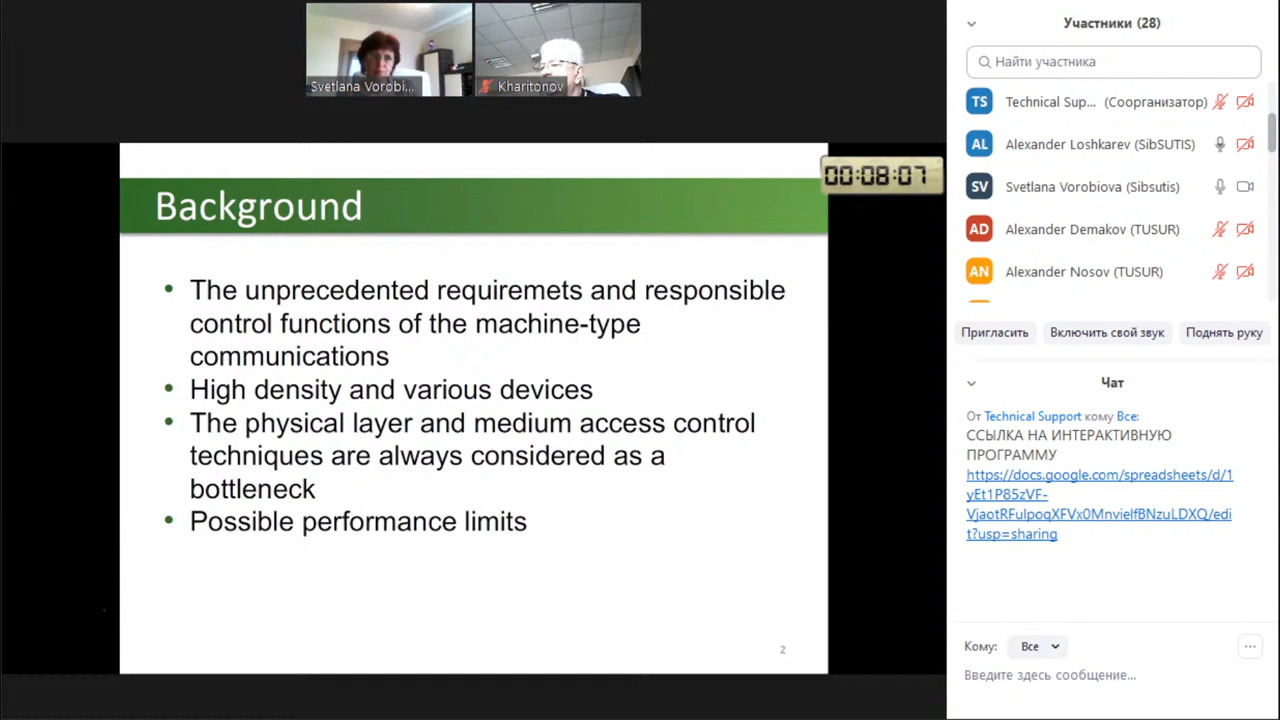 Svetlana Vorobi...
Kharitonov
00:08:07
Background
• The unprecedented requiremets and responsible
control functions of the machine-type
communications
• High density and various devices
• The physical layer and medium access control
techniques are always considered as a
bottleneck
• Possible performance limits
2
Участники (28)
Найти участника
TS Technical Sup... (Соорганизатор)
AL Alexander Loshkarev (SibSUTIS)
SV Svetlana Vorobiova (Sibsutis)
AD Alexander Demakov (TUSUR)
AN Alexander Nosov (TUSUR)
Пригласить Включить свой звук Поднять руку
Чат
От Technical Support кому Все:
ССЫЛКА НА ИНТЕРАКТИВНУЮ
ПРОГРАММУ
https://docs.google.com/spreadsheets/d/1
yEt1P85zVF-
VjaotRFulpoqXFVx0MnvielfBNzuLDXQ/edi
t?usp=sharing
Кому: Все
Введите здесь сообщение...